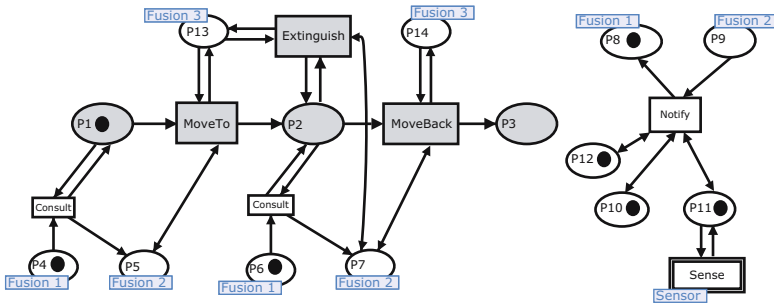 Fusion 3
P13
Extinguish
Fusion 3
P14
Fusion 1
P8
Fusion 2
P9
P1
MoveTo
P2
MoveBack
P3
Notify
P12
Consult
Consult
P10
P11
P4
Fusion 1
P5
Fusion 2
P6
Fusion 1
P7
Fusion 2
Sense
Sensor